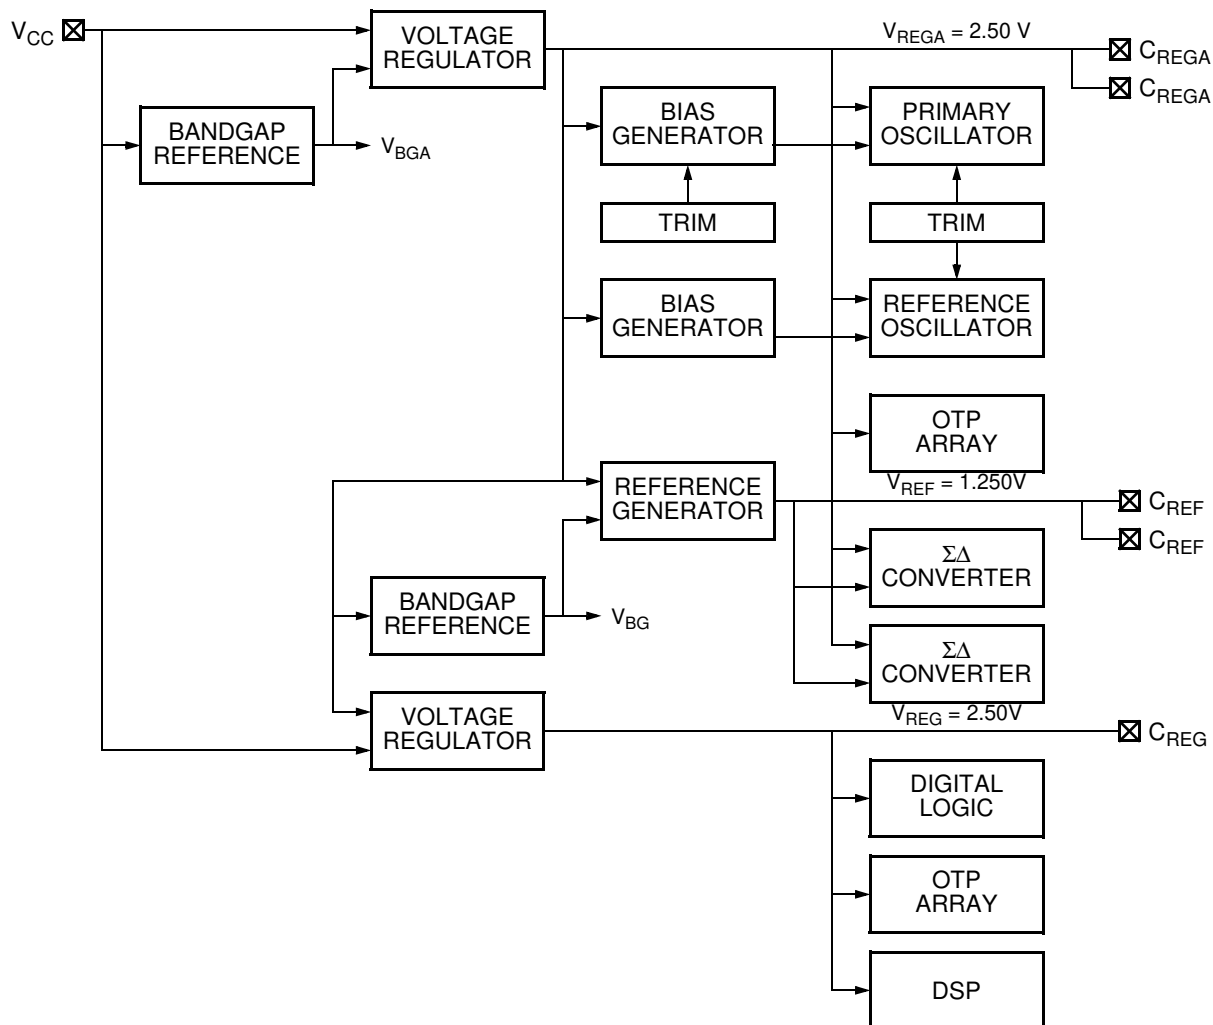 VCC
VOLTAGE
REGULATOR
VREGA = 2.50 V
CREGA
CREGA
BANDGAP
REFERENCE
VBGA
BIAS
GENERATOR
PRIMARY
OSCILLATOR
TRIM
TRIM
BIAS
GENERATOR
REFERENCE
OSCILLATOR
OTP
ARRAY
REFERENCE
GENERATOR
VREF = 1.250V
CREF
CREF
ΣΔ
CONVERTER
BANDGAP
REFERENCE
VBG
ΣΔ
CONVERTER
VOLTAGE
REGULATOR
VREG = 2.50V
CREG
DIGITAL
LOGIC
OTP
ARRAY
DSP